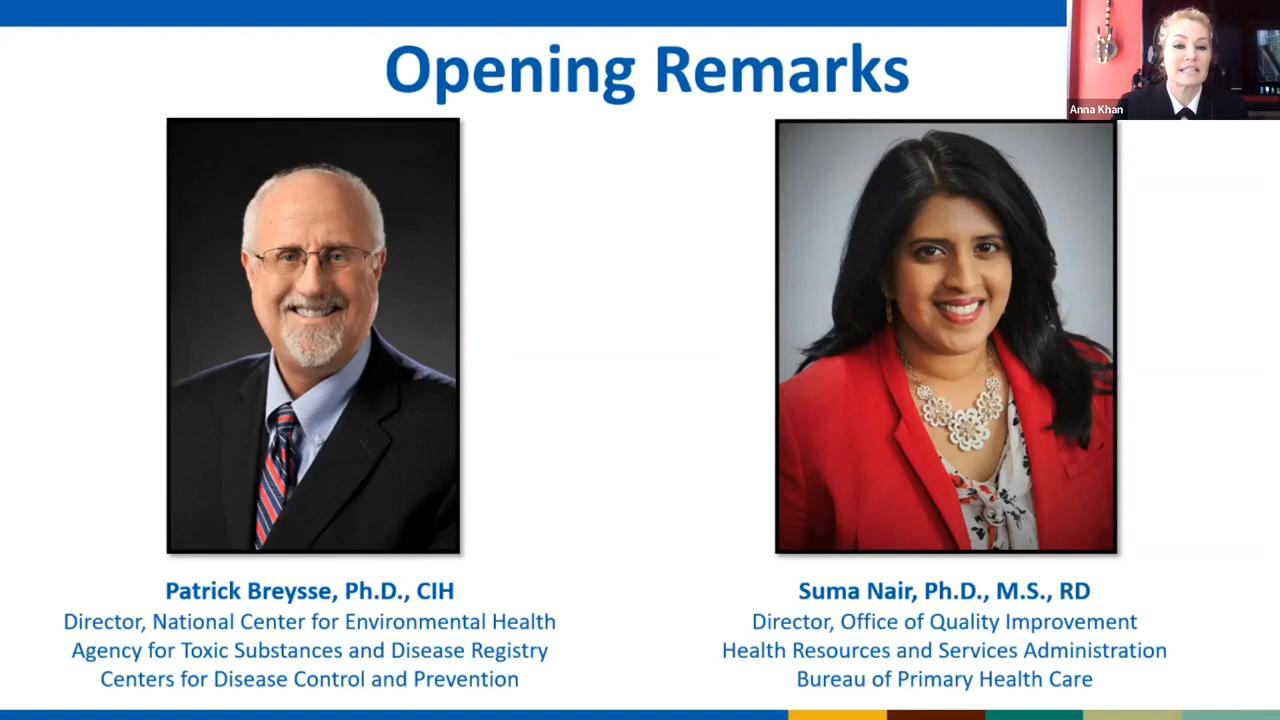 Opening Remarks
Anna Khan
Patrick Breysse, Ph.D., CIH
Director, National Center for Environmental Health
Agency for Toxic Substances and Disease Registry
Centers for Disease Control and Prevention
Suma Nair, Ph.D., M.S., RD
Director, Office of Quality Improvement
Health Resources and Services Administration
Bureau of Primary Health Care